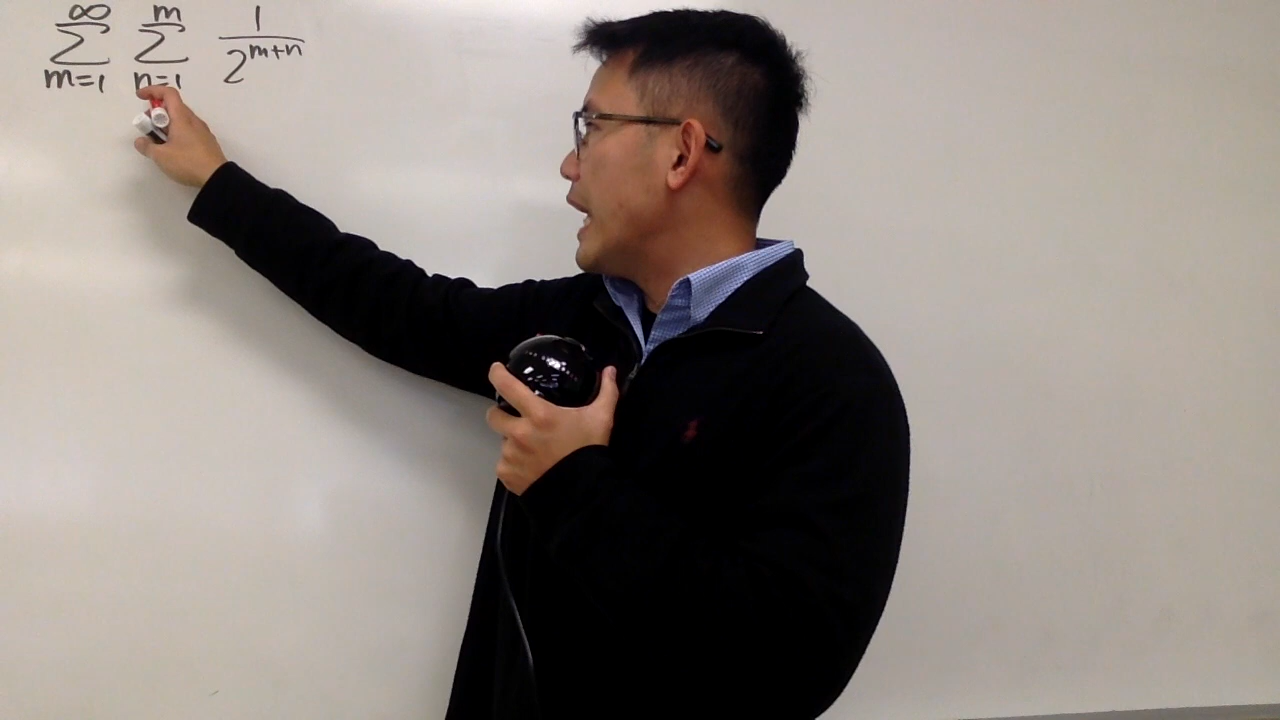 ∞ m 1
∑ ∑ 2^{m+n}
m=1 n=1